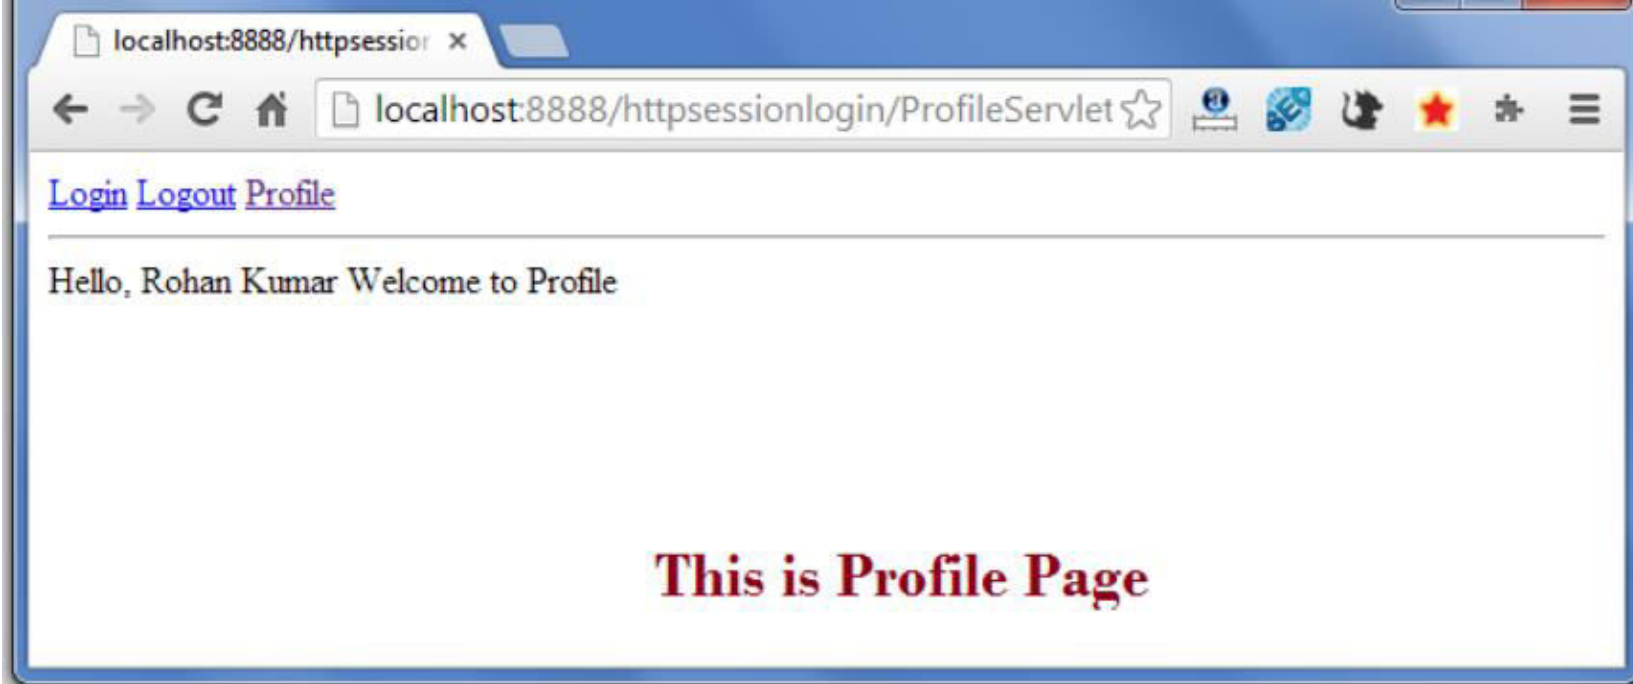 localhost:8888/httpsession
localhost:8888/httpsessionlogin/ProfileServlet
Login Logout Profile
Hello, Rohan Kumar Welcome to Profile
This is Profile Page